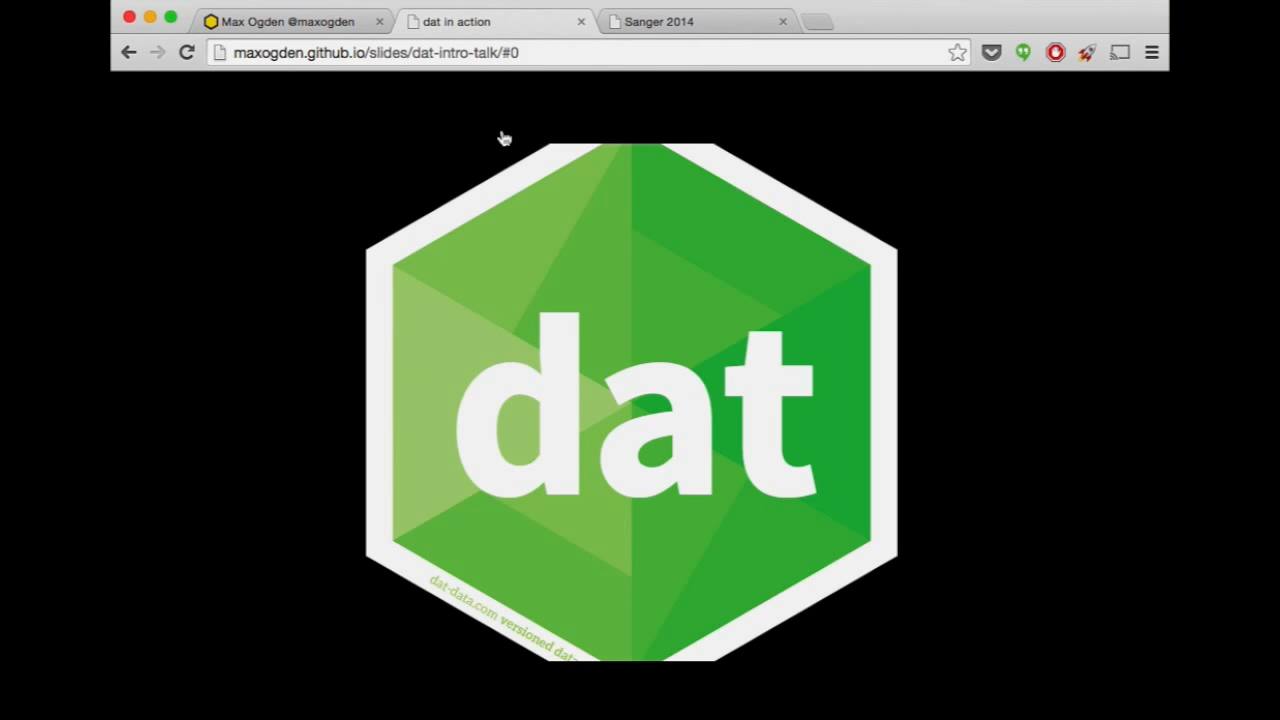 Max Ogden @maxogden
dat in action
Sanger 2014
maxogden.github.io/slides/dat-intro-talk/#0
dat
dat-data.com versioned data